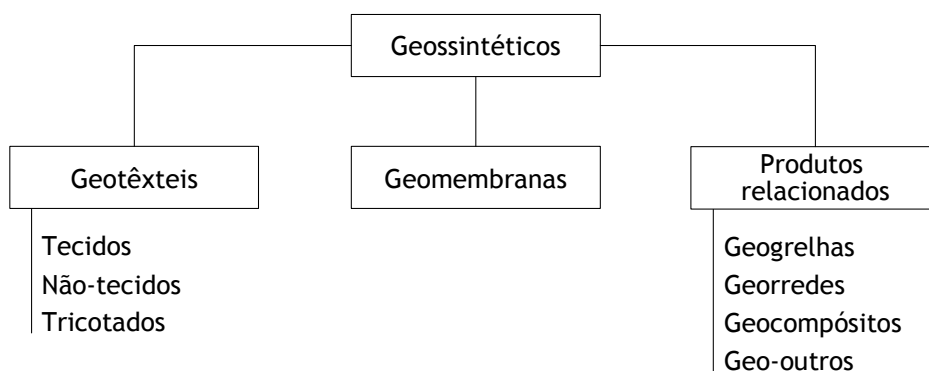 Geossintéticos
Geotêxteis
Geomembranas
Produtos
relacionados
Tecidos
Não-tecidos
Tricotados
Geogrelhas
Georredes
Geocompósitos
Geo-outros